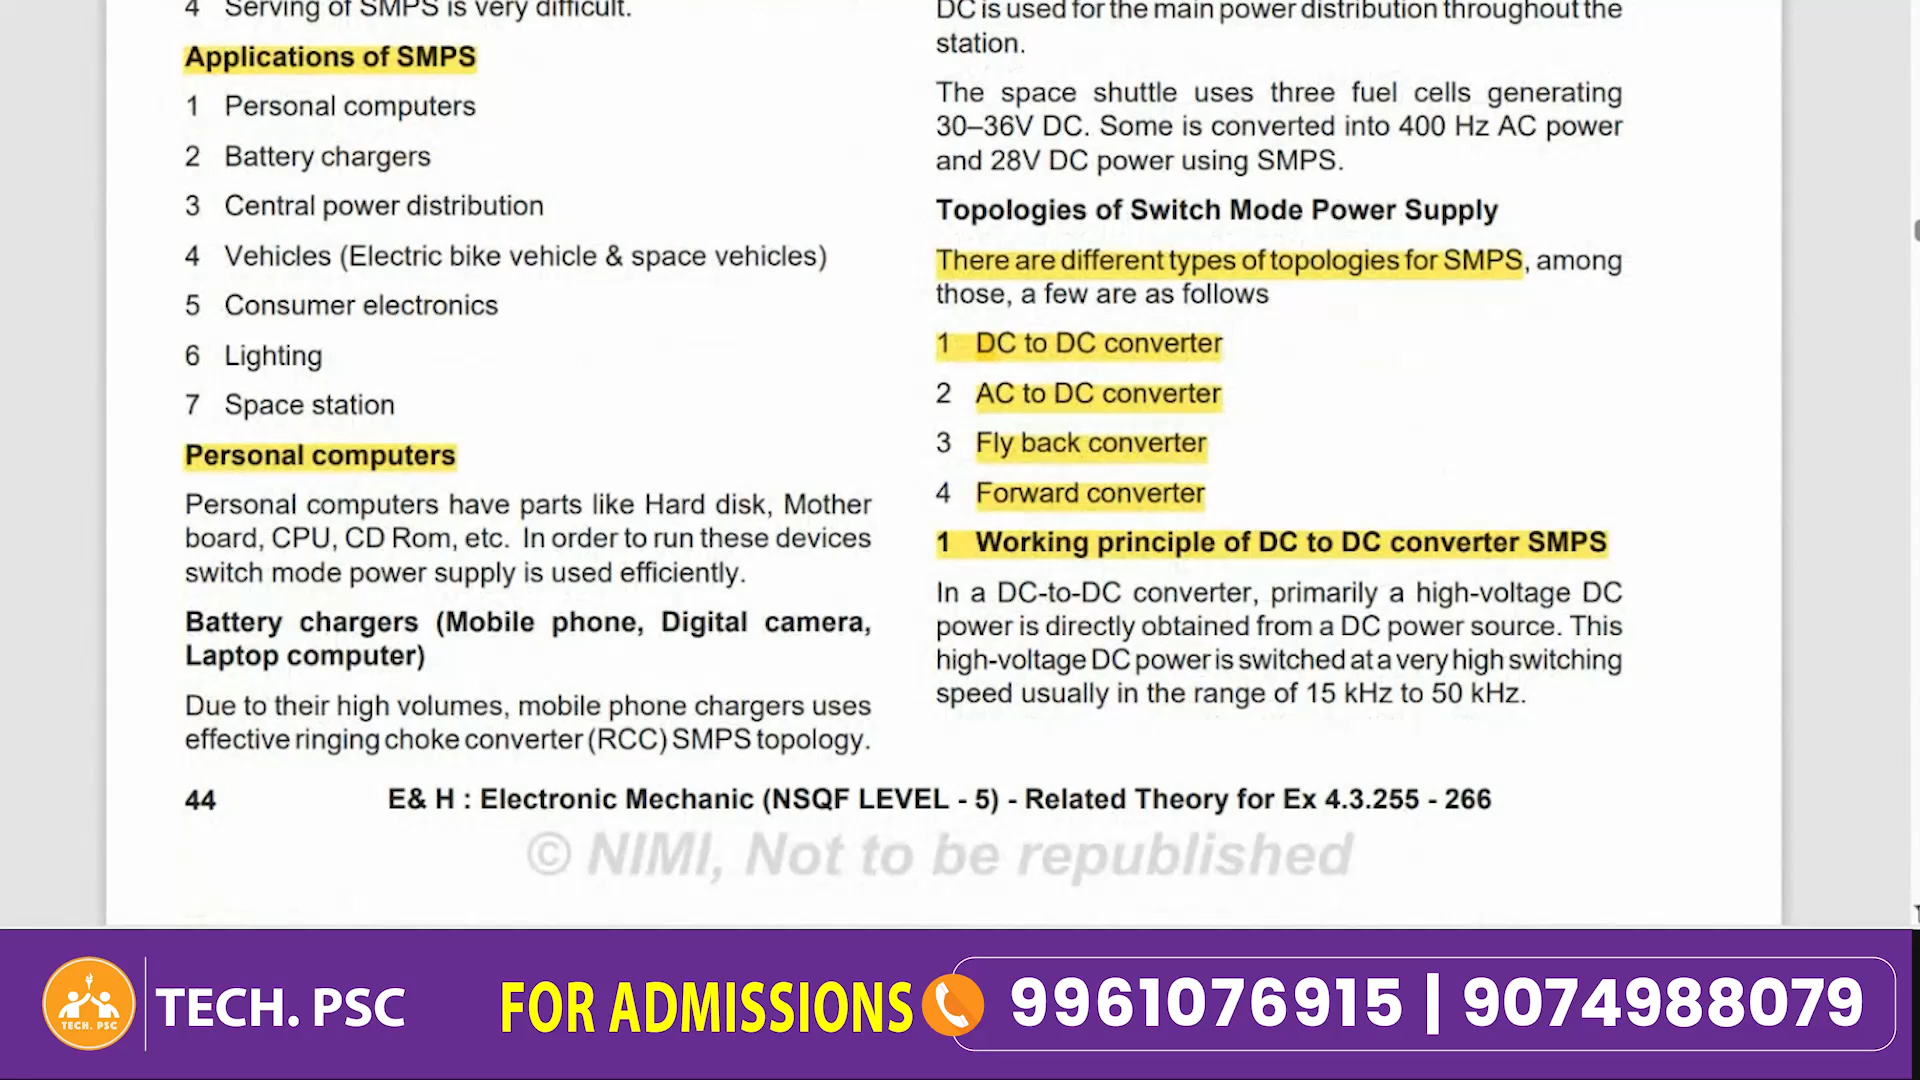 4 Serving of SMPS is very difficult.
Applications of SMPS
1 Personal computers
2 Battery chargers
3 Central power distribution
4 Vehicles (Electric bike vehicle & space vehicles)
5 Consumer electronics
6 Lighting
7 Space station
Personal computers
Personal computers have parts like Hard disk, Mother
board, CPU, CD Rom, etc. In order to run these devices
switch mode power supply is used efficiently.
Battery chargers (Mobile phone, Digital camera,
Laptop computer)
Due to their high volumes, mobile phone chargers uses
effective ringing choke converter (RCC) SMPS topology.
DC is used for the main power distribution throughout the
station.
The space shuttle uses three fuel cells generating
30–36V DC. Some is converted into 400 Hz AC power
and 28V DC power using SMPS.
Topologies of Switch Mode Power Supply
There are different types of topologies for SMPS, among
those, a few are as follows
1 DC to DC converter
2 AC to DC converter
3 Fly back converter
4 Forward converter
1 Working principle of DC to DC converter SMPS
In a DC-to-DC converter, primarily a high-voltage DC
power is directly obtained from a DC power source. This
high-voltage DC power is switched at a very high switching
speed usually in the range of 15 kHz to 50 kHz.
44 E& H : Electronic Mechanic (NSQF LEVEL - 5) - Related Theory for Ex 4.3.255 - 266
© NIMI, Not to be republished
TECH. PSC
TECH. PSC
FOR ADMISSIONS
9961076915 | 9074988079